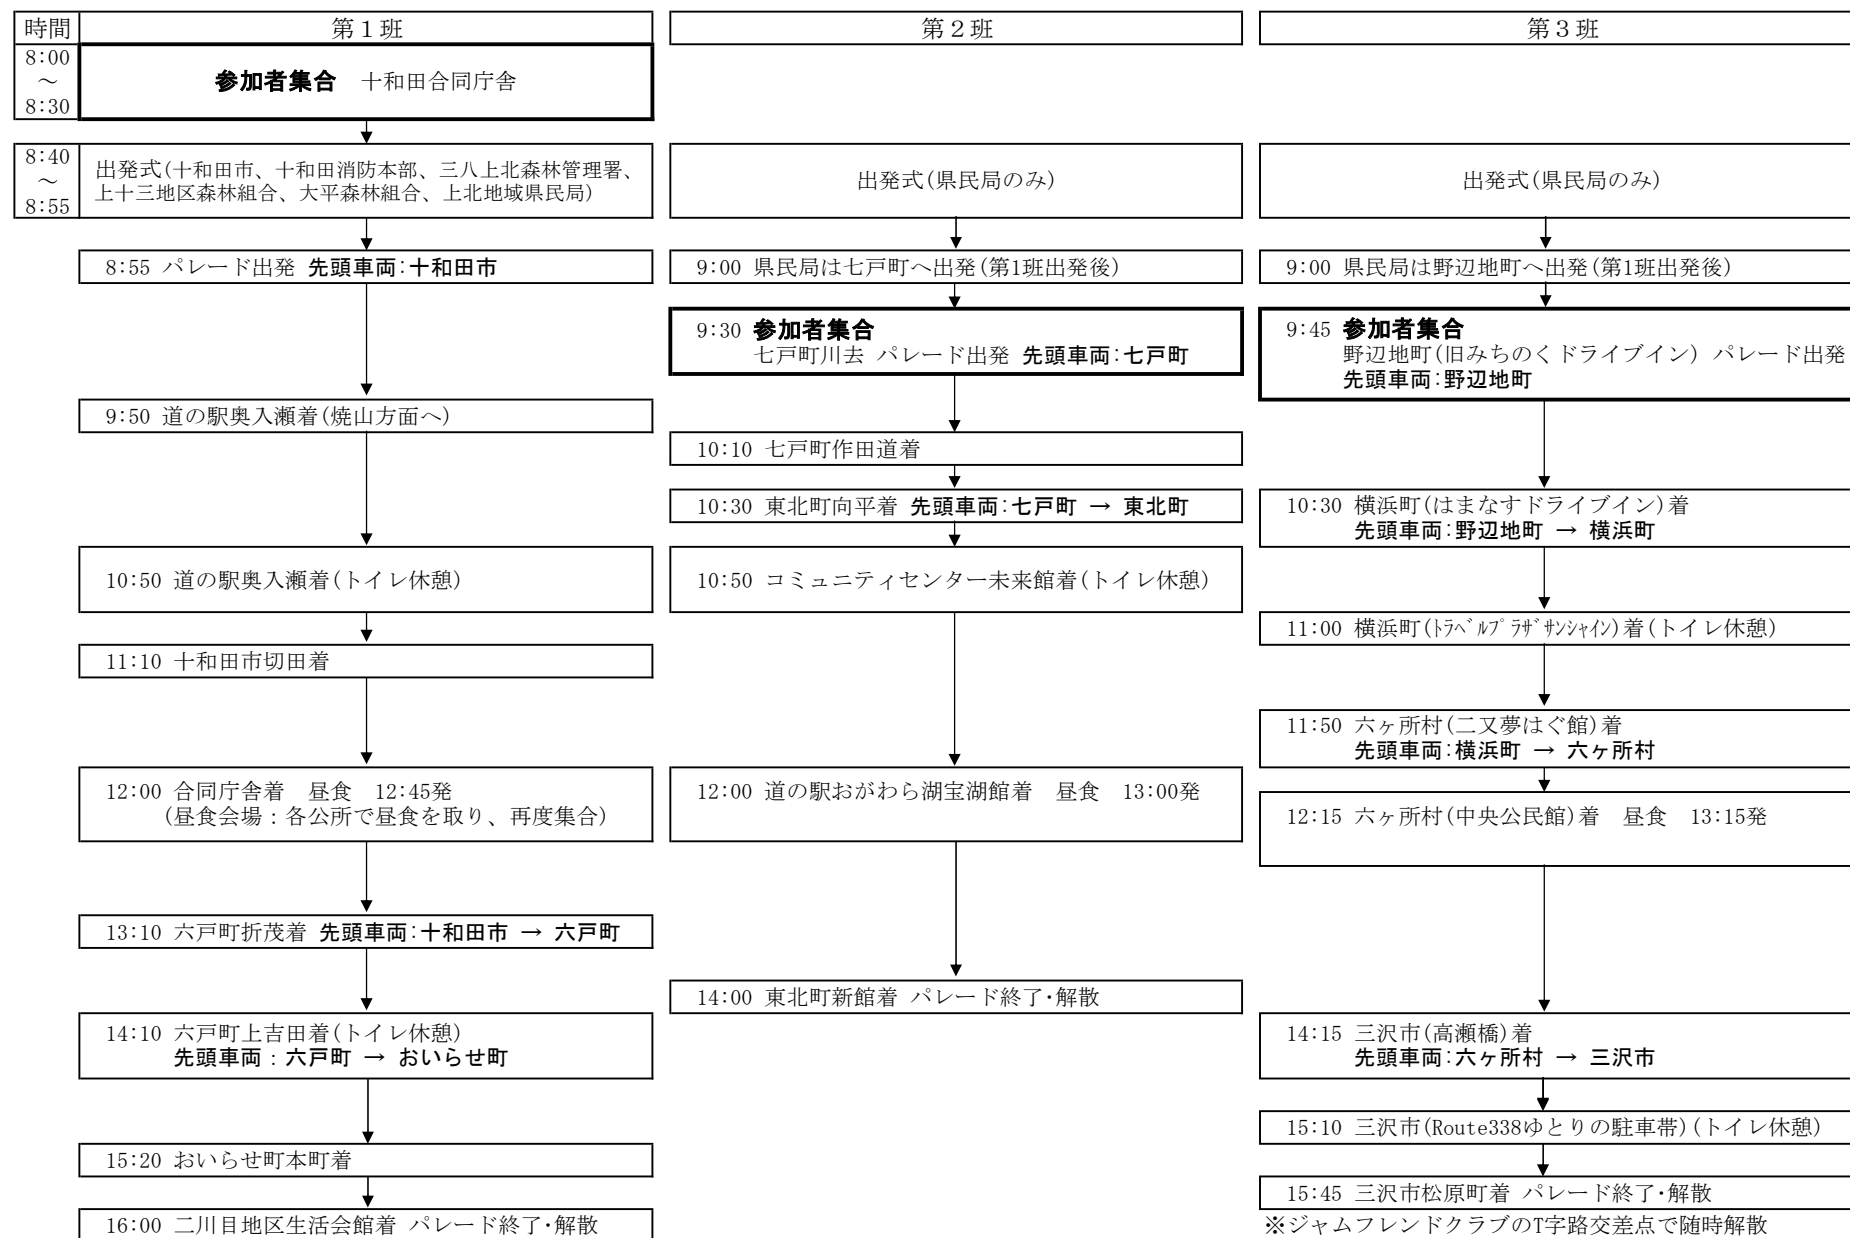 時間
第１班
第２班
第３班
8:00
～
8:30
参加者集合　十和田合同庁舎
8:40
～
8:55
出発式(十和田市、十和田消防本部、三八上北森林管理署、
上十三地区森林組合、大平森林組合、上北地域県民局)
8:55 パレード出発 先頭車両:十和田市
9:50 道の駅奥入瀬着(焼山方面へ)
10:50 道の駅奥入瀬着(トイレ休憩)
11:10 十和田市切田着
12:00 合同庁舎着　昼食　12:45発
(昼食会場：各公所で昼食を取り、再度集合)
13:10 六戸町折茂着 先頭車両:十和田市 → 六戸町
14:10 六戸町上吉田着(トイレ休憩)
先頭車両：六戸町 → おいらせ町
15:20 おいらせ町本町着
16:00 二川目地区生活会館着 パレード終了･解散
出発式(県民局のみ)
9:00 県民局は七戸町へ出発(第1班出発後)
9:30 参加者集合
七戸町川去 パレード出発 先頭車両:七戸町
10:10 七戸町作田道着
10:30 東北町向平着 先頭車両:七戸町 → 東北町
10:50 コミュニティセンター未来館着(トイレ休憩)
12:00 道の駅おがわら湖宝湖館着　昼食　13:00発
14:00 東北町新館着 パレード終了･解散
出発式(県民局のみ)
9:00 県民局は野辺地町へ出発(第1班出発後)
9:45 参加者集合
野辺地町(旧みちのくドライブイン) パレード出発
先頭車両:野辺地町
10:30 横浜町(はまなすドライブイン)着
先頭車両:野辺地町 → 横浜町
11:00 横浜町(ﾄﾗﾍﾞﾙﾌﾟﾗｻﾞｻﾝｼｬｲﾝ)着(トイレ休憩)
11:50 六ヶ所村(二又夢はぐ館)着
先頭車両:横浜町 → 六ヶ所村
12:15 六ヶ所村(中央公民館)着　昼食　13:15発
14:15 三沢市(高瀬橋)着
先頭車両:六ヶ所村 → 三沢市
15:10 三沢市(Route338ゆとりの駐車帯)(トイレ休憩)
15:45 三沢市松原町着 パレード終了･解散
※ジャムフレンドクラブのT字路交差点で随時解散